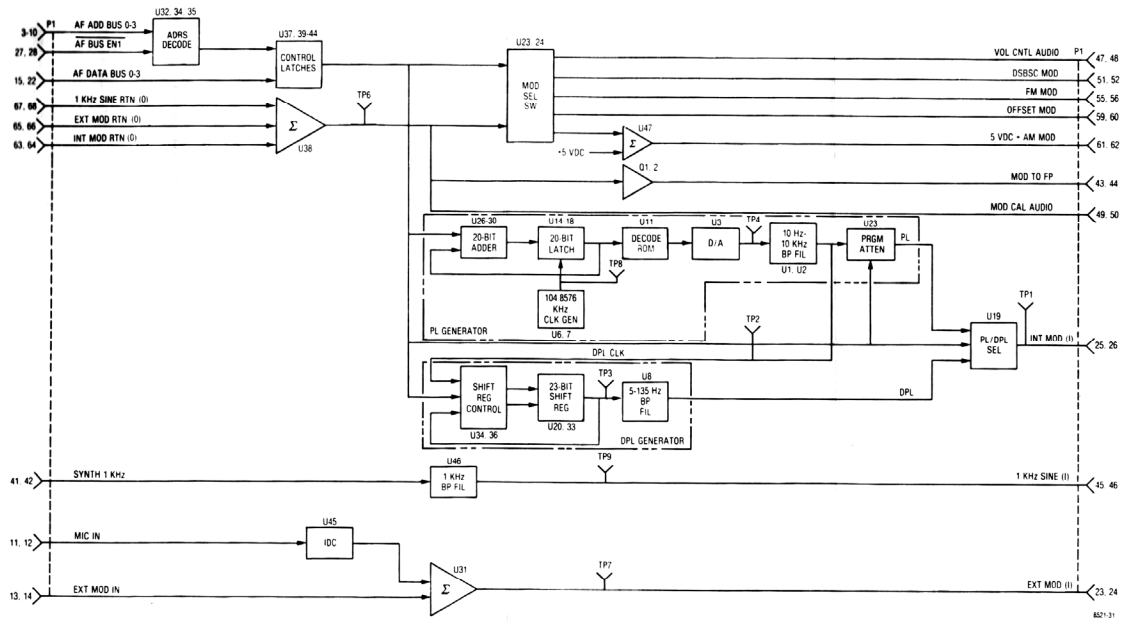 P1
3-10 AF ADD BUS 0-3
U32. 34. 35
ADRS
DECODE
27. 28 AF BUS EN1
U37. 39-44
CONTROL
LATCHES
15. 22 AF DATA BUS 0-3
67. 68 1 KHz SINE RTN (0)
65. 66 EXT MOD RTN (0)
63. 64 INT MOD RTN (0)
Σ
U38
TP6
U23. 24
MOD
SEL
SW
VOL CNTL AUDIO P1 47. 48
DSBSC MOD 51. 52
FM MOD 55. 56
OFFSET MOD 59. 60
U47
Σ
+5 VDC
5 VDC + AM MOD 61. 62
Q1. 2
MOD TO FP 43. 44
MOD CAL AUDIO 49. 50
U26-30
20-BIT
ADDER
U14-18
20-BIT
LATCH
TP8
104.8576
KHz
CLK GEN
U6. 7
U11
DECODE
ROM
U3
D/A
TP4
10 Hz-
10 KHz
BP FIL
U1. U2
U23
PRGM
ATTEN
PL
PL GENERATOR
TP2
U19
PL/DPL
SEL
TP1
INT MOD (I) 25. 26
DPL CLK
SHIFT
REG
CONTROL
U34. 36
23-BIT
SHIFT
REG
U20. 33
TP3
U8
5-135 Hz
BP
FIL
DPL
DPL GENERATOR
41. 42 SYNTH 1 KHz
U46
1 KHz
BP FIL
TP9
1 KHz SINE (I) 45. 46
11. 12 MIC IN
U45
IDC
13. 14 EXT MOD IN
U31
Σ
TP7
EXT MOD (I) 23. 24
8521-31